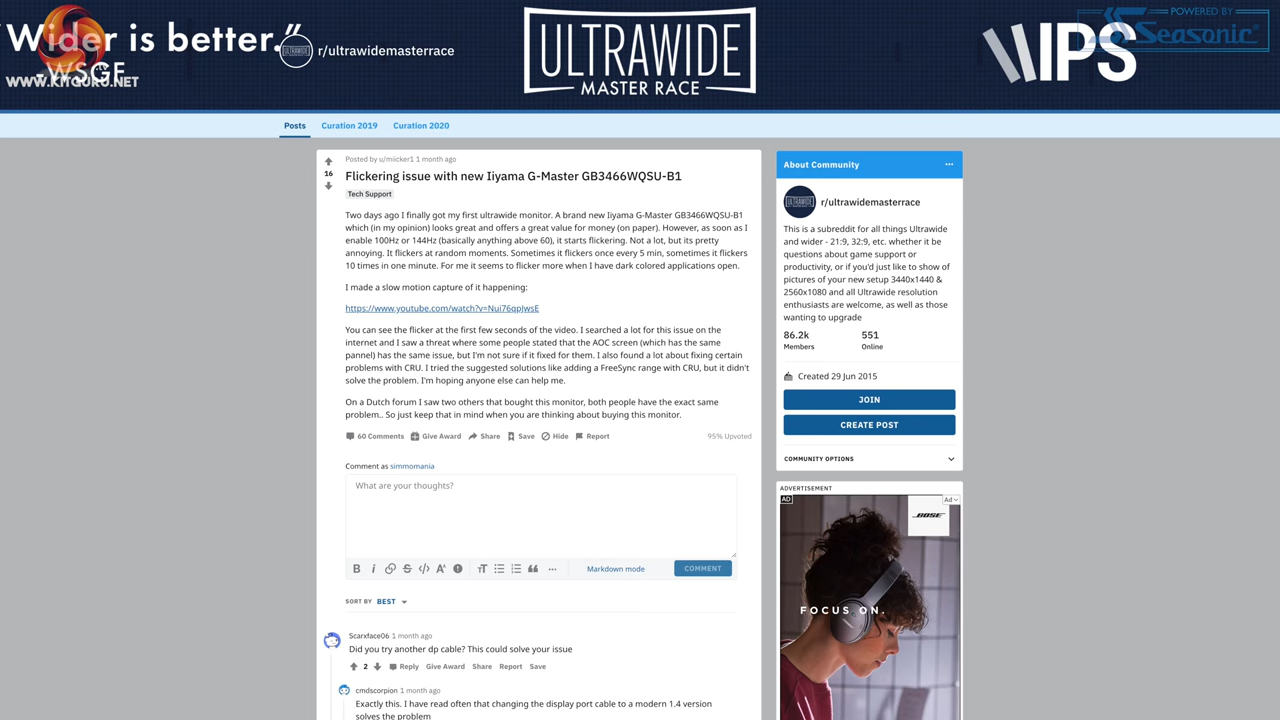 "Wider is better."
-WSGF
WWW.KITGURU.NET
r/ultrawidemasterrace
ULTRAWIDE
MASTER RACE
IPS
POWERED BY
Seasonic
Posts
Curation 2019
Curation 2020
16
Posted by u/miicker1 1 month ago
Flickering issue with new Iiyama G-Master GB3466WQSU-B1
Tech Support
Two days ago I finally got my first ultrawide monitor. A brand new Iiyama G-Master GB3466WQSU-B1
which (in my opinion) looks great and offers a great value for money (on paper). However, as soon as I
enable 100Hz or 144Hz (basically anything above 60), it starts flickering. Not a lot, but its pretty
annoying. It flickers at random moments. Sometimes it flickers once every 5 min, sometimes it flickers
10 times in one minute. For me it seems to flicker more when I have dark colored applications open.
I made a slow motion capture of it happening:
https://www.youtube.com/watch?v=Nui76qpJwsE
You can see the flicker at the first few seconds of the video. I searched a lot for this issue on the
internet and I saw a threat where some people stated that the AOC screen (which has the same
pannel) has the same issue, but I'm not sure if it fixed for them. I also found a lot about fixing certain
problems with CRU. I tried the suggested solutions like adding a FreeSync range with CRU, but it didn't
solve the problem. I'm hoping anyone else can help me.
On a Dutch forum I saw two others that bought this monitor, both people have the exact same
problem.. So just keep that in mind when you are thinking about buying this monitor.
60 Comments Give Award Share Save Hide Report 95% Upvoted
Comment as simmomania
What are your thoughts?
Markdown mode
COMMENT
SORT BY BEST
Scarxface06 1 month ago
Did you try another dp cable? This could solve your issue
2 Reply Give Award Share Report Save
cmdscorpion 1 month ago
Exactly this. I have read often that changing the display port cable to a modern 1.4 version
solves the problem
About Community
ULTRAWIDE
r/ultrawidemasterrace
This is a subreddit for all things Ultrawide
and wider - 21:9, 32:9, etc. whether it be
questions about game support or
productivity, or if you'd just like to show of
pictures of your new setup 3440x1440 &
2560x1080 and all Ultrawide resolution
enthusiasts are welcome, as well as those
wanting to upgrade
86.2k 551
Members Online
Created 29 Jun 2015
JOIN
CREATE POST
COMMUNITY OPTIONS
ADVERTISEMENT
AD
Ad
BOSE
FOCUS ON.